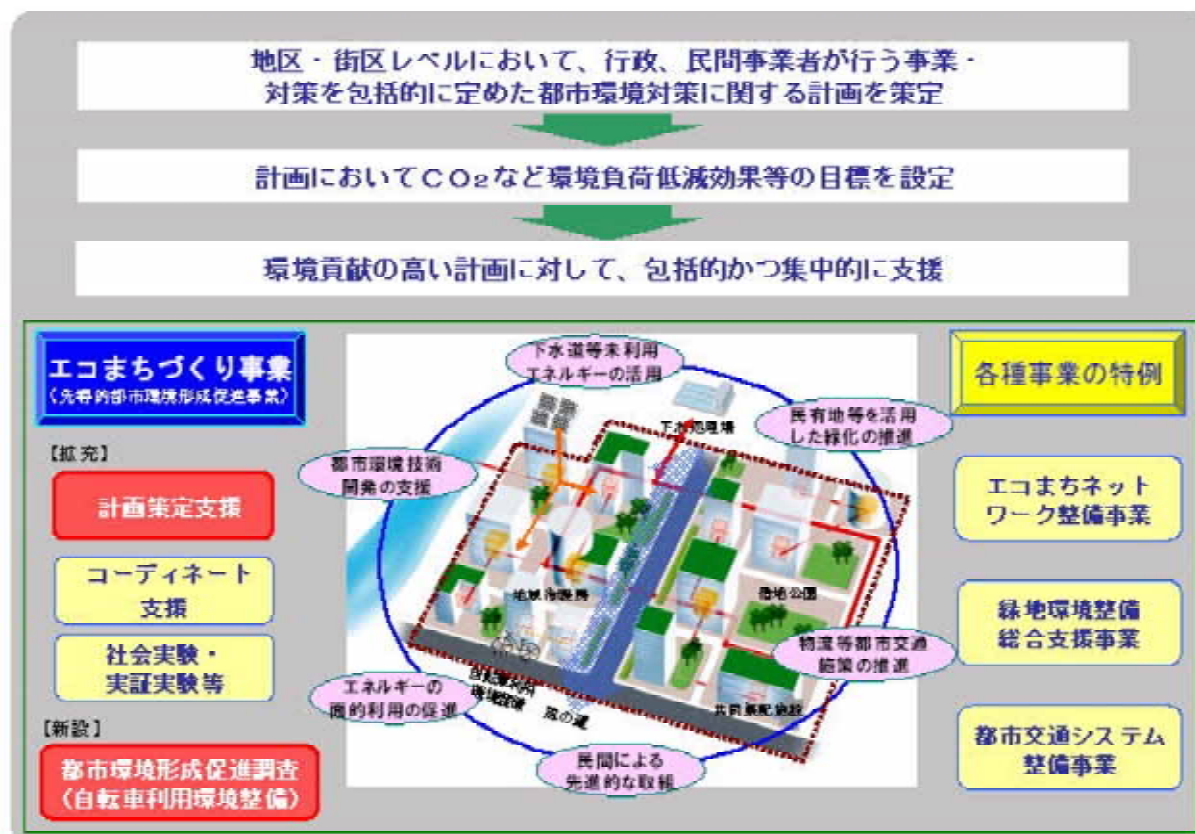 地区・街区レベルにおいて、行政、民間事業者が行う事業・
対策を包括的に定めた都市環境対策に関する計画を策定
計画においてCO₂など環境負荷低減効果等の目標を設定
環境貢献の高い計画に対して、包括的かつ集中的に支援
エコまちづくり事業
(先導的都市環境形成促進事業)
【拡充】
計画策定支援
コーディネート
支援
社会実験・
実証実験等
【新設】
都市環境形成促進調査
(自転車利用環境整備)
下水道等未利用
エネルギーの活用
下水処理場
民有地等を活用
した緑化の推進
都市環境技術
開発の支援
地域冷暖房
借地公園
物流等都市交通
施策の推進
エネルギーの
面的利用の促進
自転車利用
環境整備
風の道
共同集配施設
民間による
先進的な取組
各種事業の特例
エコまちネット
ワーク整備事業
緑地環境整備
総合支援事業
都市交通システム
整備事業